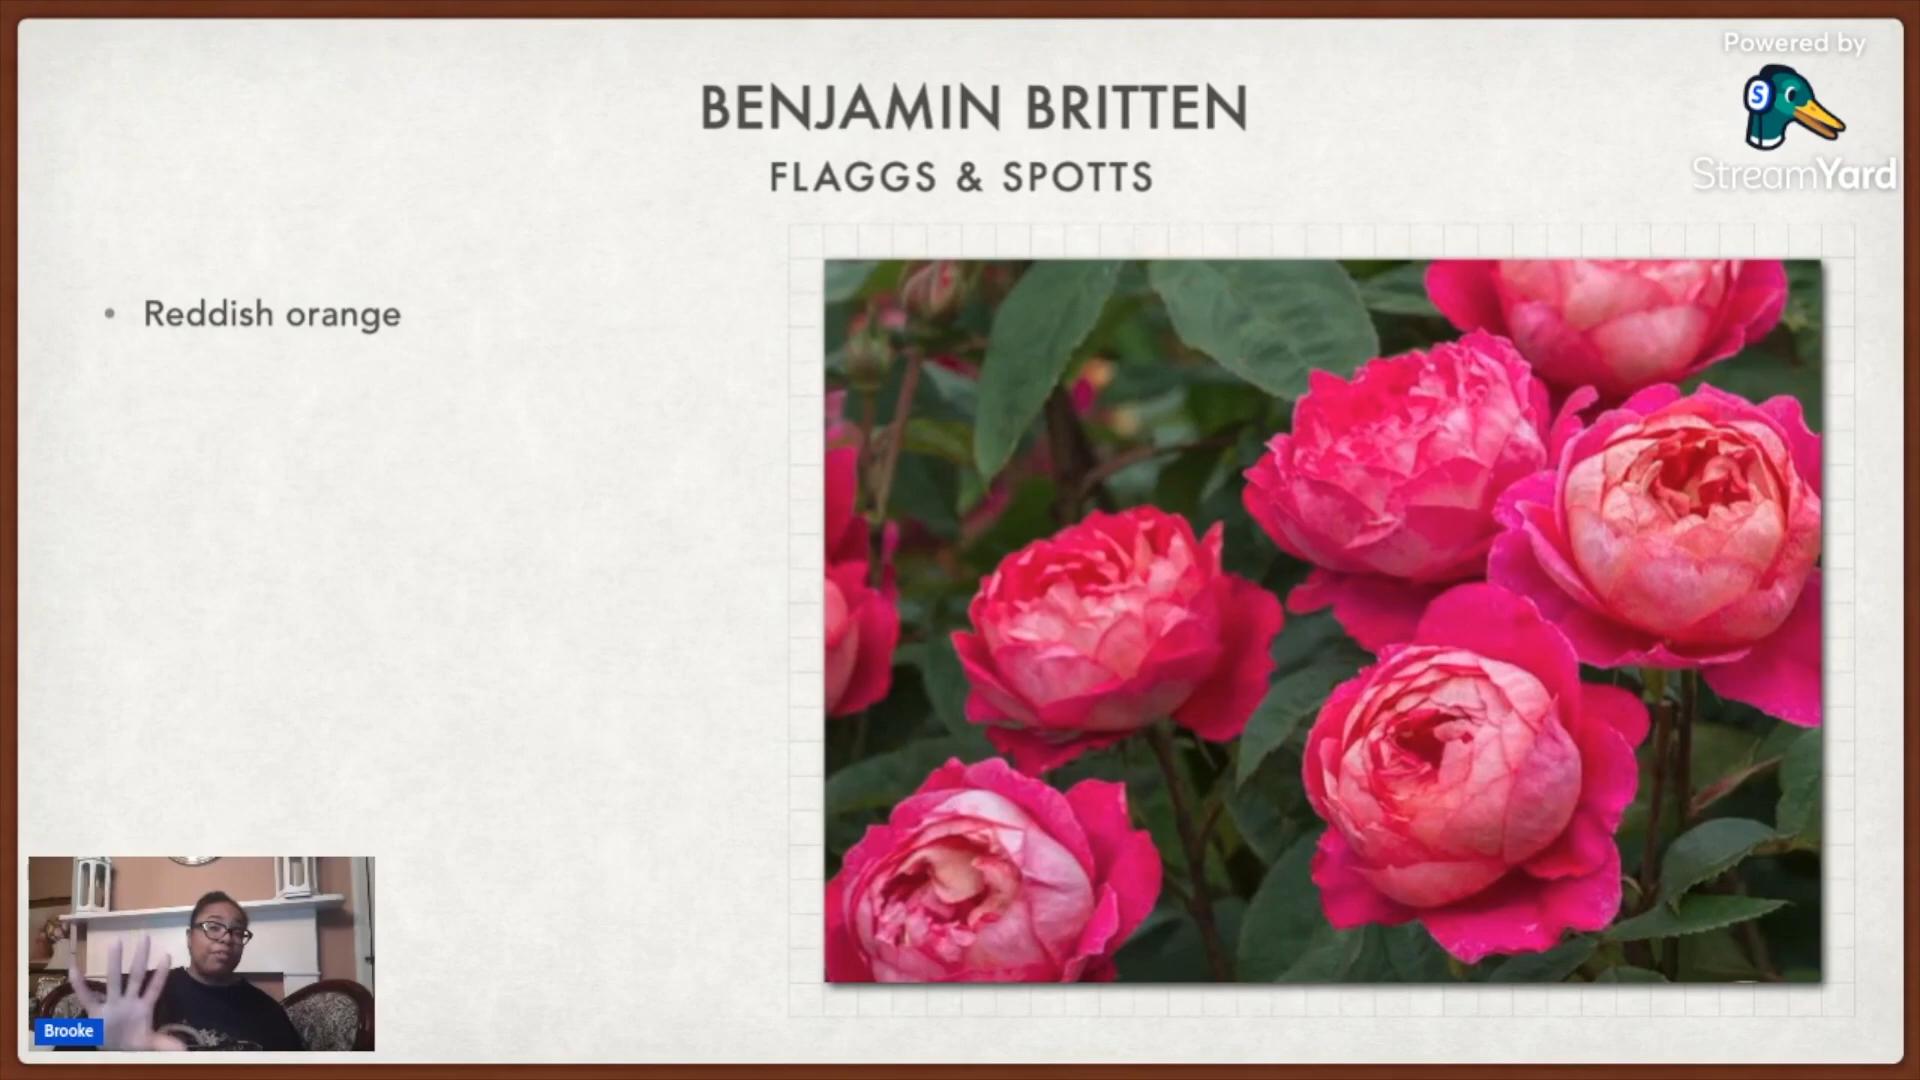 Powered by
S
StreamYard
BENJAMIN BRITTEN
FLAGGS & SPOTTS
• Reddish orange
Brooke